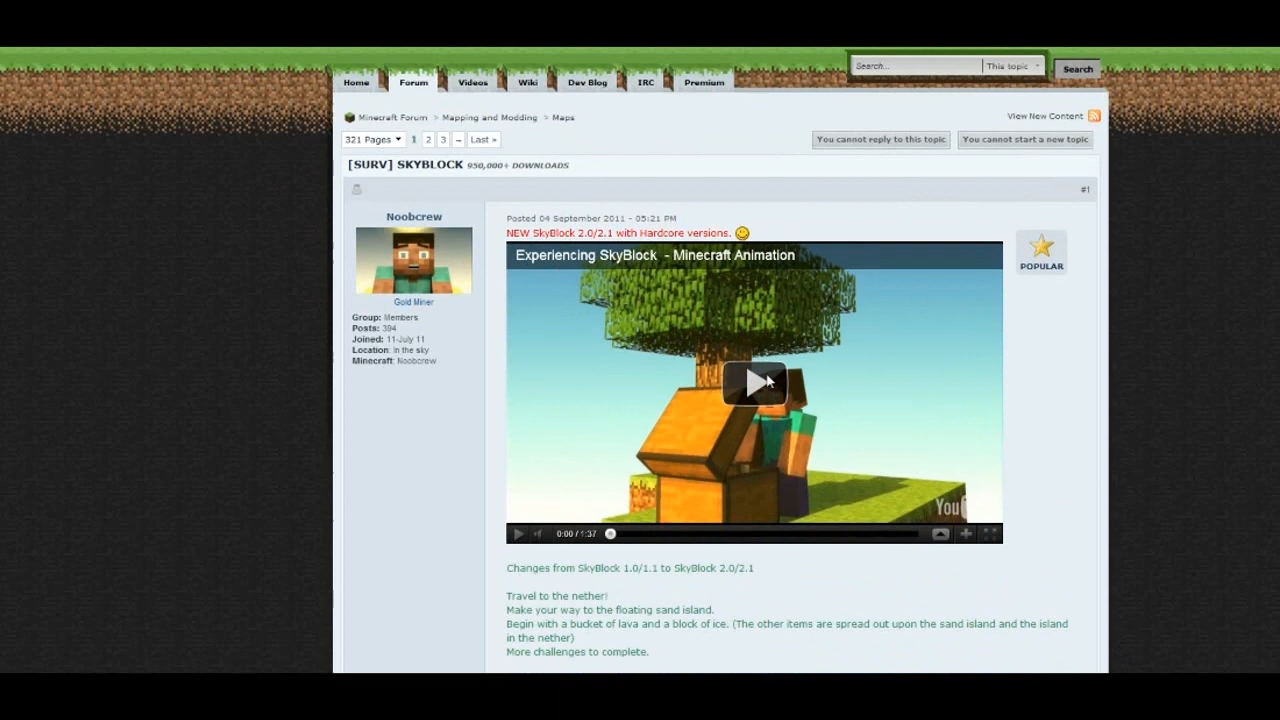 Search... This topic Search
Home Forum Videos Wiki Dev Blog IRC Premium
Minecraft Forum > Mapping and Modding > Maps
View New Content
321 Pages 1 2 3 – Last »
You cannot reply to this topic You cannot start a new topic
[SURV] SKYBLOCK 950,000+ DOWNLOADS
#1
Noobcrew
Gold Miner
Group: Members
Posts: 394
Joined: 11-July 11
Location: In the sky
Minecraft: Noobcrew
Posted 04 September 2011 - 05:21 PM
NEW SkyBlock 2.0/2.1 with Hardcore versions.
POPULAR
Experiencing SkyBlock - Minecraft Animation
You
0:00 / 1:37
Changes from SkyBlock 1.0/1.1 to SkyBlock 2.0/2.1
Travel to the nether!
Make your way to the floating sand island.
Begin with a bucket of lava and a block of ice. (The other items are spread out upon the sand island and the island
in the nether)
More challenges to complete.